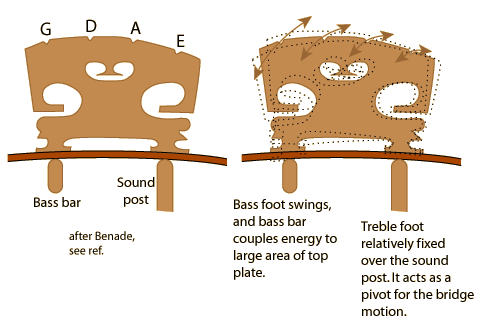 G
D
A
E
Bass bar
Sound
post
after Benade,
see ref.
Bass foot swings,
and bass bar
couples energy to
large area of top
plate.
Treble foot
relatively fixed
over the sound
post. It acts as a
pivot for the bridge
motion.